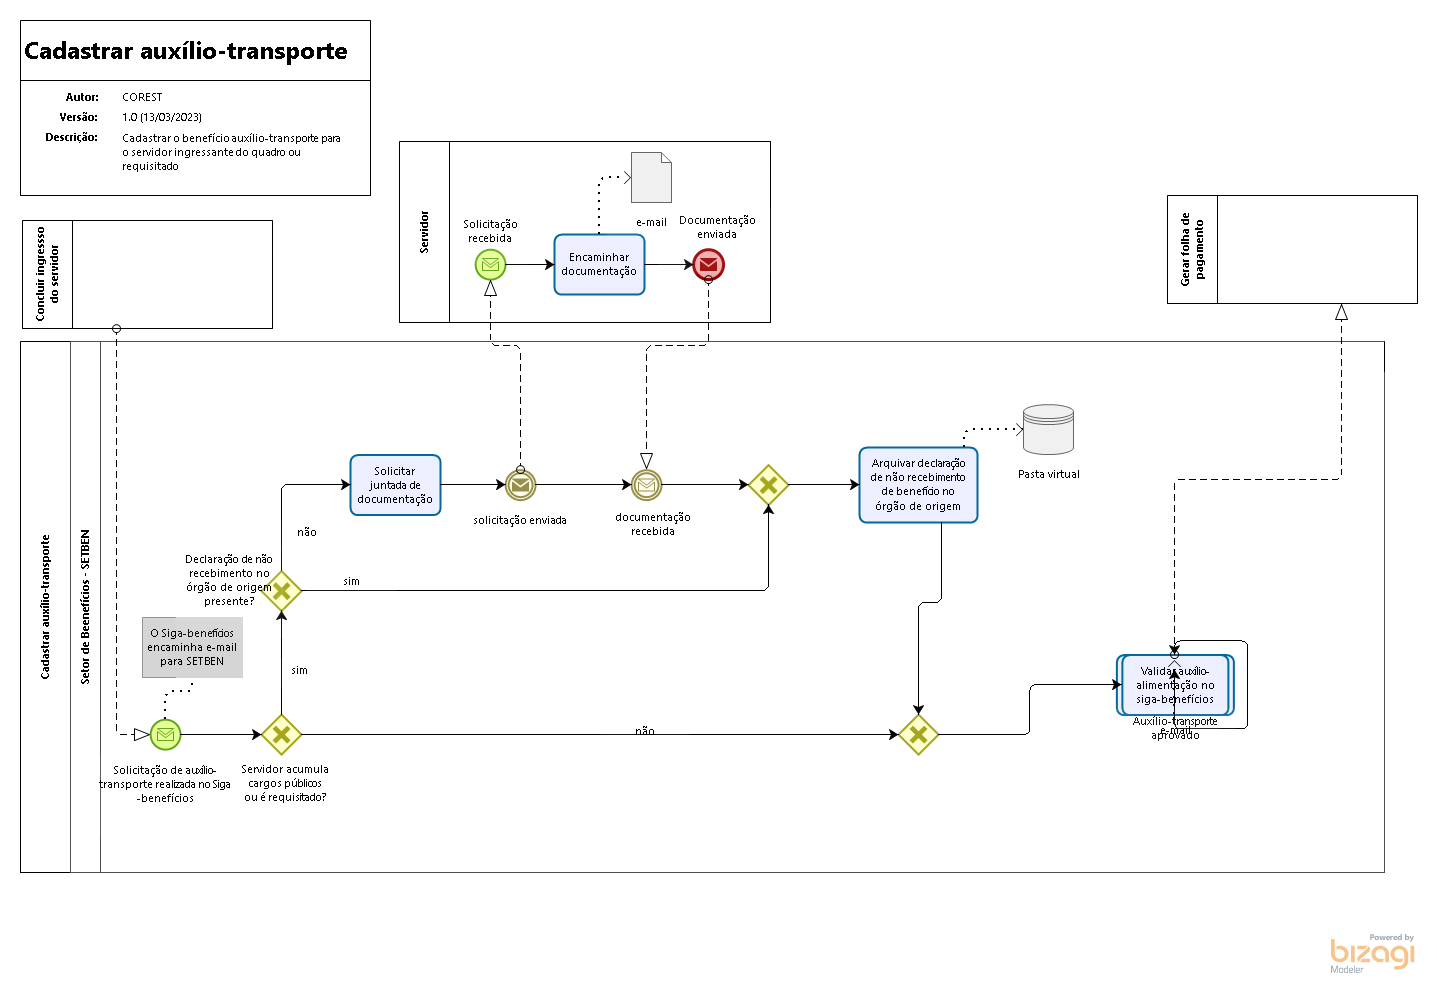 Cadastrar auxílio-transporte
Autor: COREST
Versão: 1.0 (13/03/2023)
Descrição: Cadastrar o benefício auxílio-transporte para
o servidor ingressante do quadro ou
requisitado
Concluir ingressso
do servidor
Servidor
Solicitação
recebida
Encaminhar
documentação
e-mail
Documentação
enviada
Gerar folha de
pagamento
Cadastrar auxílio-transporte
Setor de Beenefícios - SETBEN
Solicitar
juntada de
documentação
solicitação enviada
documentação
recebida
Arquivar declaração
de não recebimento
de benefício no
órgão de origem
Pasta virtual
não
Declaração de não
recebimento no
órgão de origem
presente?
sim
O Siga-benefícios
encaminha e-mail
para SETBEN
sim
não
Solicitação de auxílio-
transporte realizada no Siga
-benefícios
Servidor acumula
cargos públicos
ou é requisitado?
Validar auxílio-
alimentação no
siga-benefícios
Auxílio-transporte
aprovado
e-mail
Powered by
bizagi
Modeler